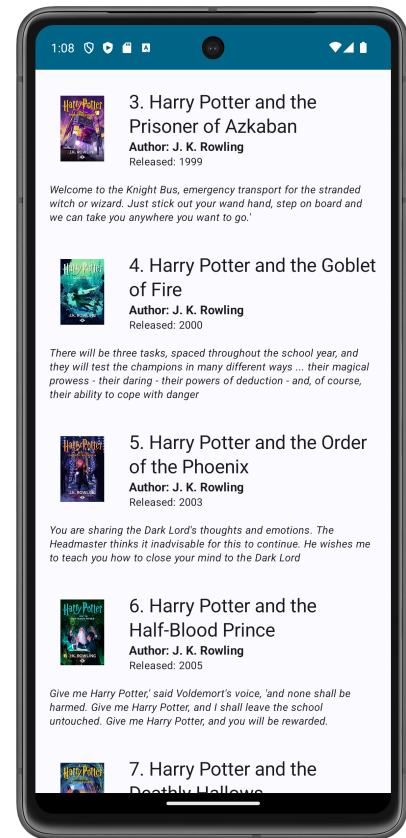 1:08
3. Harry Potter and the
Prisoner of Azkaban
Author: J. K. Rowling
Released: 1999
Welcome to the Knight Bus, emergency transport for the stranded
witch or wizard. Just stick out your wand hand, step on board and
we can take you anywhere you want to go.'
4. Harry Potter and the Goblet
of Fire
Author: J. K. Rowling
Released: 2000
There will be three tasks, spaced throughout the school year, and
they will test the champions in many different ways ... their magical
prowess - their daring - their powers of deduction - and, of course,
their ability to cope with danger
5. Harry Potter and the Order
of the Phoenix
Author: J. K. Rowling
Released: 2003
You are sharing the Dark Lord's thoughts and emotions. The
Headmaster thinks it inadvisable for this to continue. He wishes me
to teach you how to close your mind to the Dark Lord
6. Harry Potter and the
Half-Blood Prince
Author: J. K. Rowling
Released: 2005
Give me Harry Potter,' said Voldemort's voice, 'and none shall be
harmed. Give me Harry Potter, and I shall leave the school
untouched. Give me Harry Potter, and you will be rewarded.
7. Harry Potter and the
Deathly Hallows